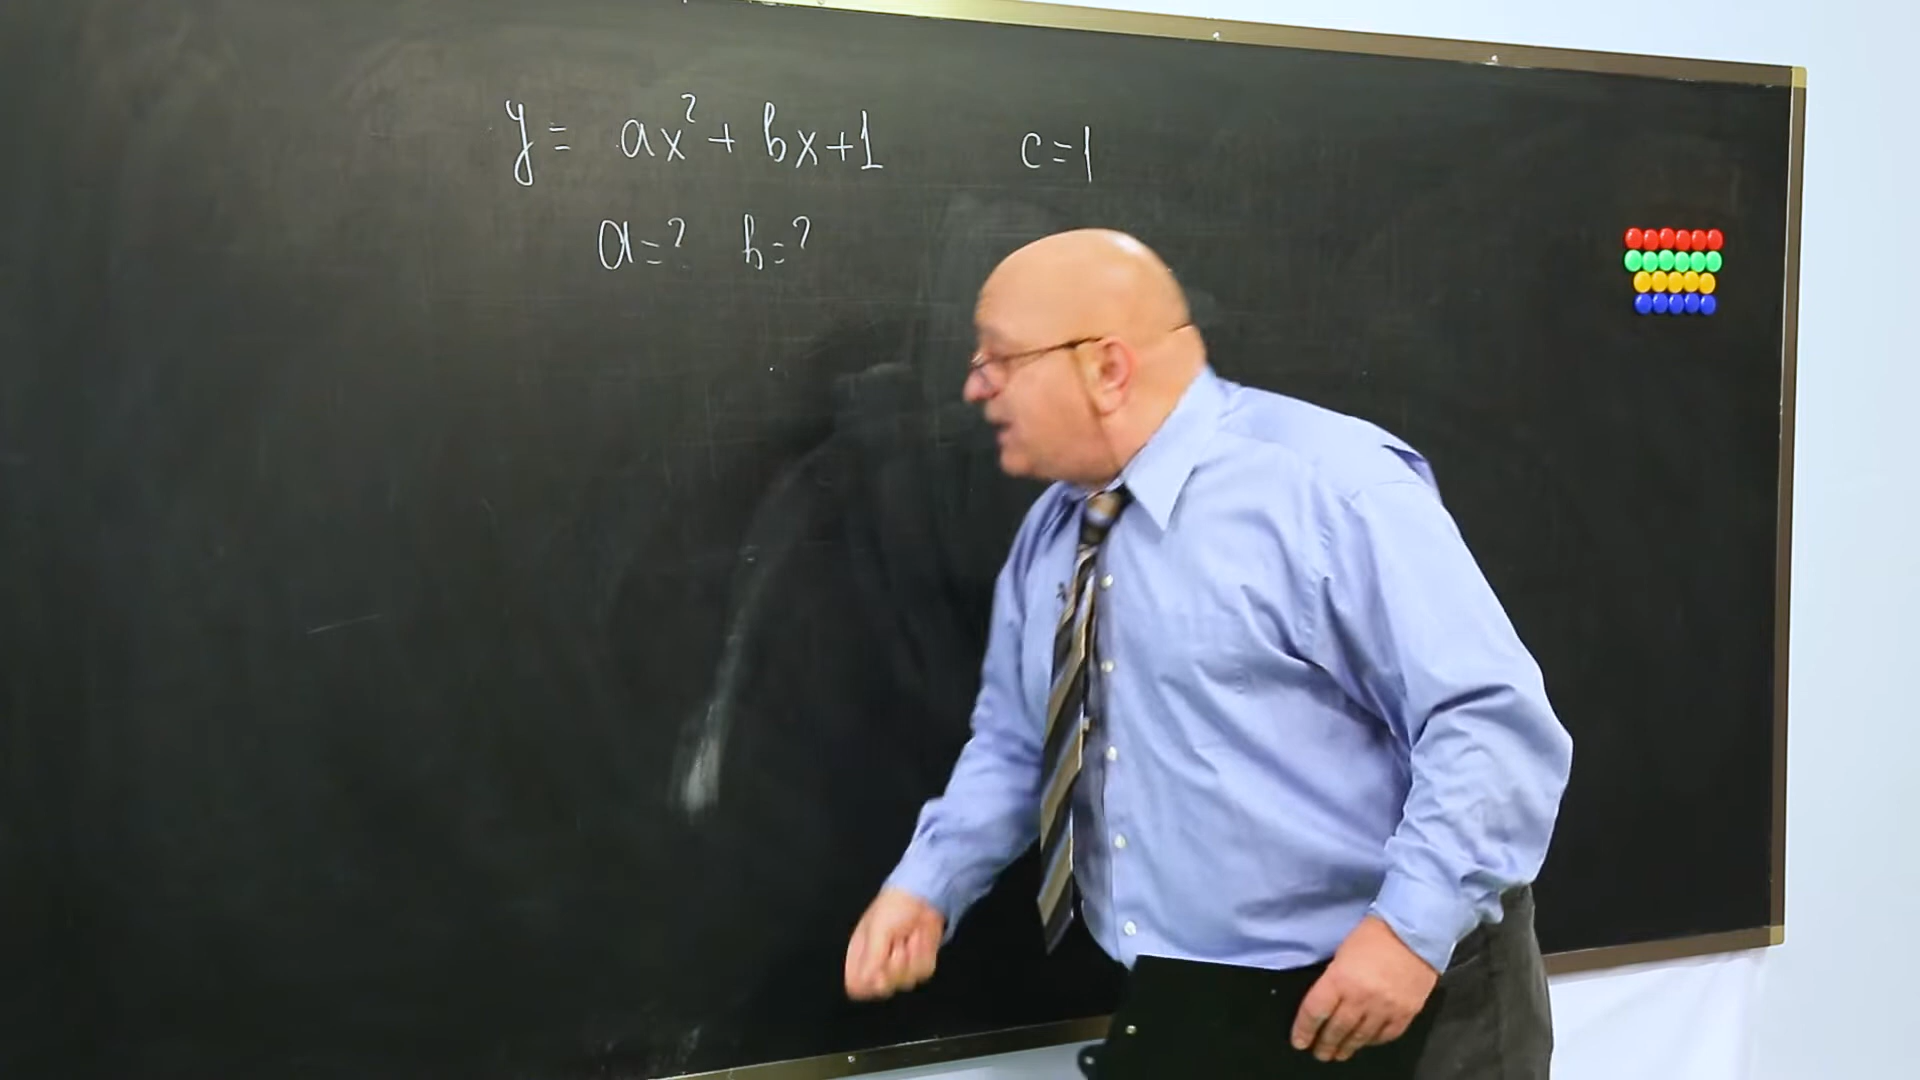 y = ax² + bx + 1 c = 1
a = ? b = ?